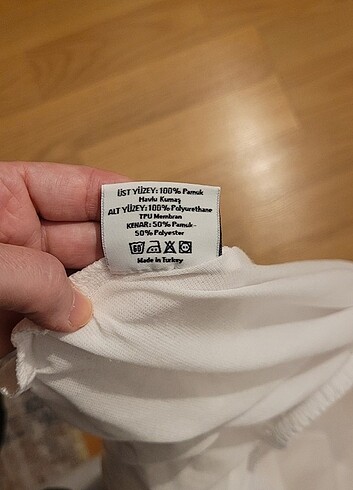 ÜST YÜZEY: 100% Pamuk
Havlu Kumaş
ALT YÜZEY: 100% Polyurethane
TPU Membran
KENAR: 50% Pamuk-
50% Polyester
60
Made in Turkey